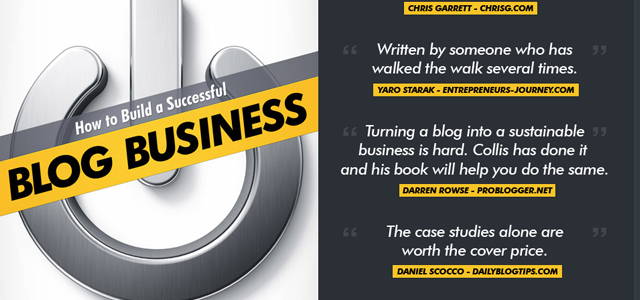 How to Build a Successful
BLOG BUSINESS
CHRIS GARRETT - CHRISG.COM
“ Written by someone who has ”
walked the walk several times.
YARO STARAK - ENTREPRENEURS-JOURNEY.COM
“ Turning a blog into a sustainable ”
business is hard. Collis has done it
and his book will help you do the same.
DARREN ROWSE - PROBLOGGER.NET
“ The case studies alone are ”
worth the cover price.
DANIEL SCOCCO - DAILYBLOGTIPS.COM